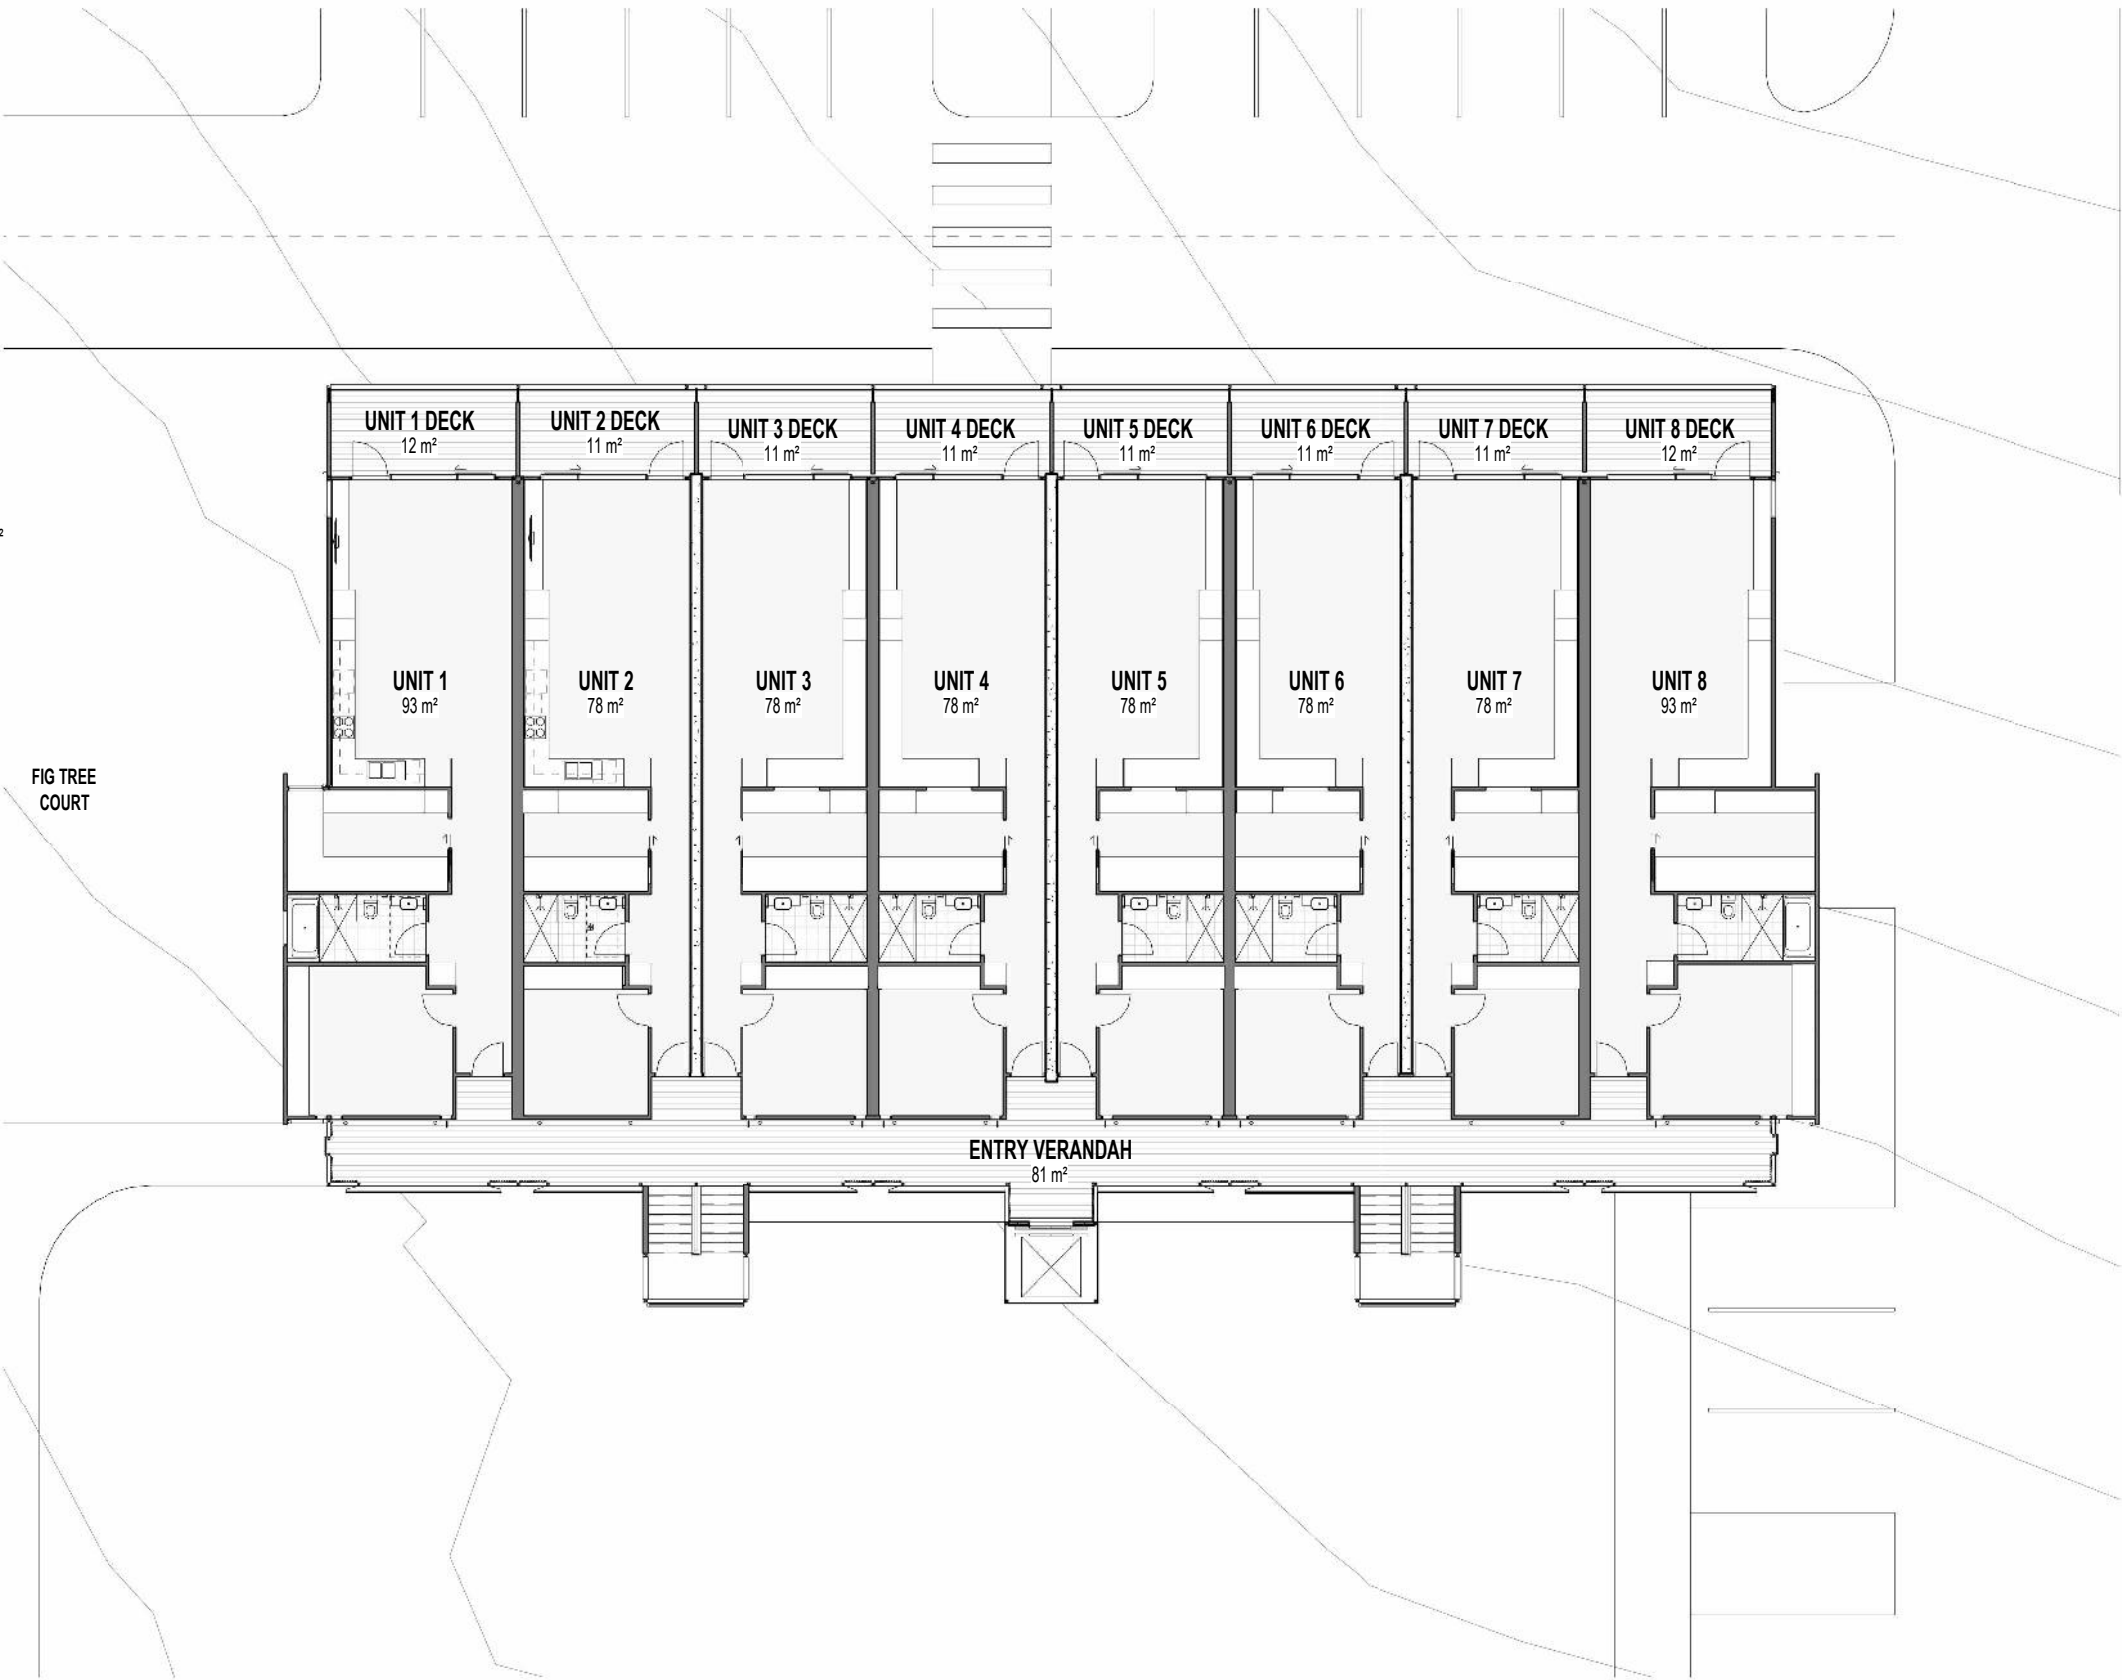 UNIT 1 DECK
12 m²
UNIT 2 DECK
11 m²
UNIT 3 DECK
11 m²
UNIT 4 DECK
11 m²
UNIT 5 DECK
11 m²
UNIT 6 DECK
11 m²
UNIT 7 DECK
11 m²
UNIT 8 DECK
12 m²
UNIT 1
93 m²
UNIT 2
78 m²
UNIT 3
78 m²
UNIT 4
78 m²
UNIT 5
78 m²
UNIT 6
78 m²
UNIT 7
78 m²
UNIT 8
93 m²
FIG TREE
COURT
ENTRY VERANDAH
81 m²